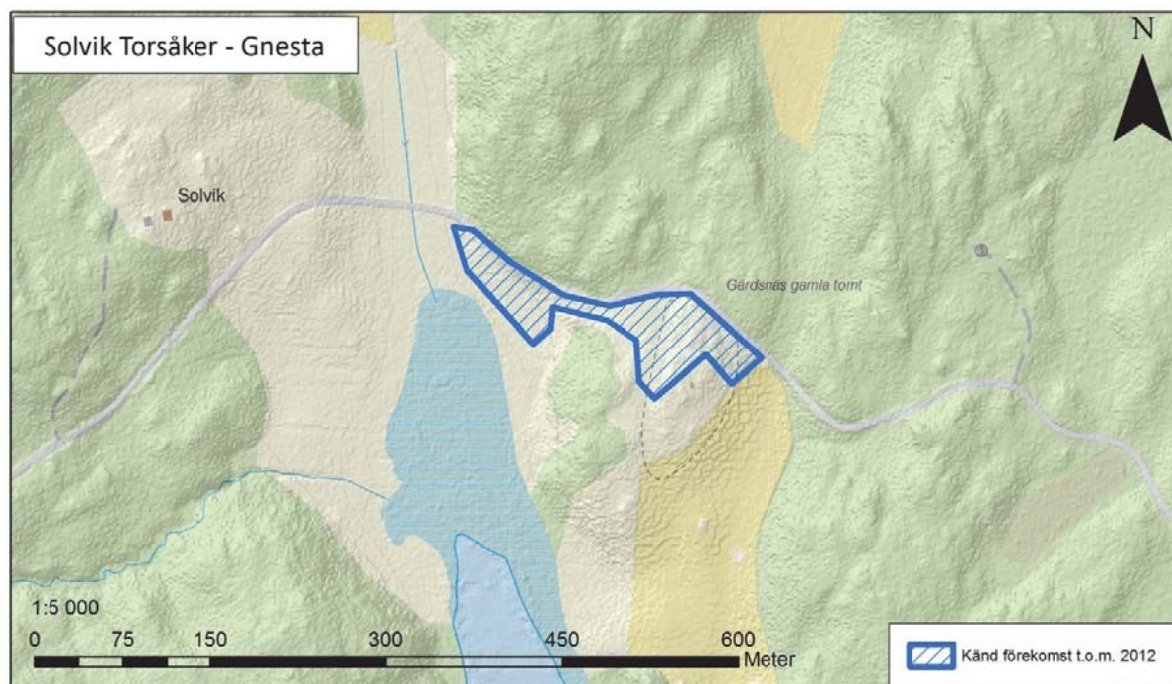 Solvik Torsåker - Gnesta
N
Solvik
Gårdsnäs gamla tomt
1:5 000
0 75 150 300 450 600
Meter
Känd förekomst t.o.m. 2012